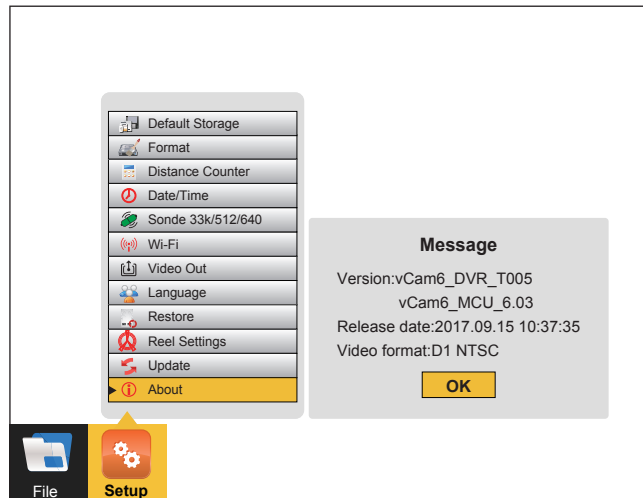 Default Storage
Format
Distance Counter
Date/Time
Sonde 33k/512/640
Wi-Fi
Video Out
Language
Restore
Reel Settings
Update
About
Message
Version:vCam6_DVR_T005
vCam6_MCU_6.03
Release date:2017.09.15 10:37:35
Video format:D1 NTSC
OK
File
Setup